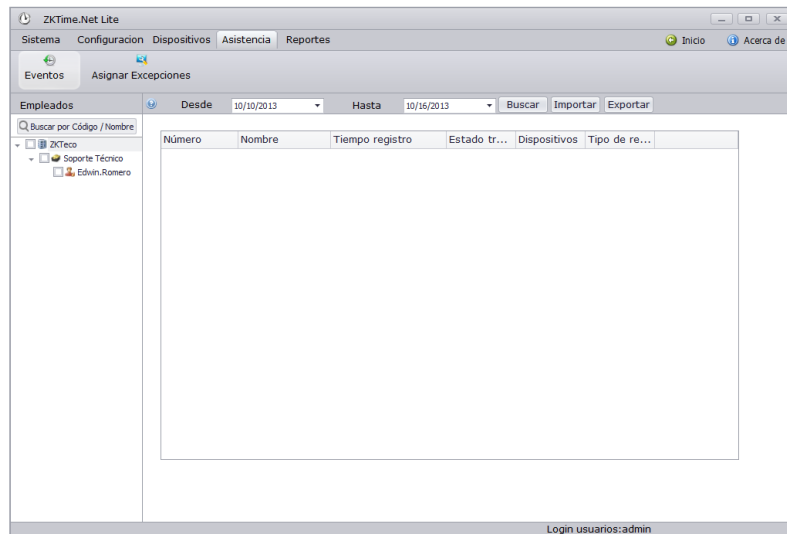 ZKTime.Net Lite
Sistema Configuracion Dispositivos Asistencia Reportes Inicio Acerca de
Eventos Asignar Excepciones
Empleados Desde 10/10/2013 Hasta 10/16/2013 Buscar Importar Exportar
Buscar por Código / Nombre
ZKTeco
Soporte Técnico
Edwin.Romero
Número Nombre Tiempo registro Estado tr... Dispositivos Tipo de re...
Login usuarios:admin